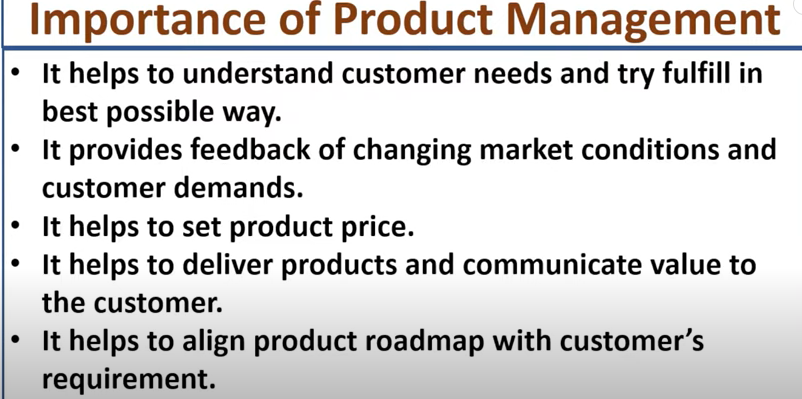 Importance of Product Management
• It helps to understand customer needs and try fulfill in
best possible way.
• It provides feedback of changing market conditions and
customer demands.
• It helps to set product price.
• It helps to deliver products and communicate value to
the customer.
• It helps to align product roadmap with customer’s
requirement.